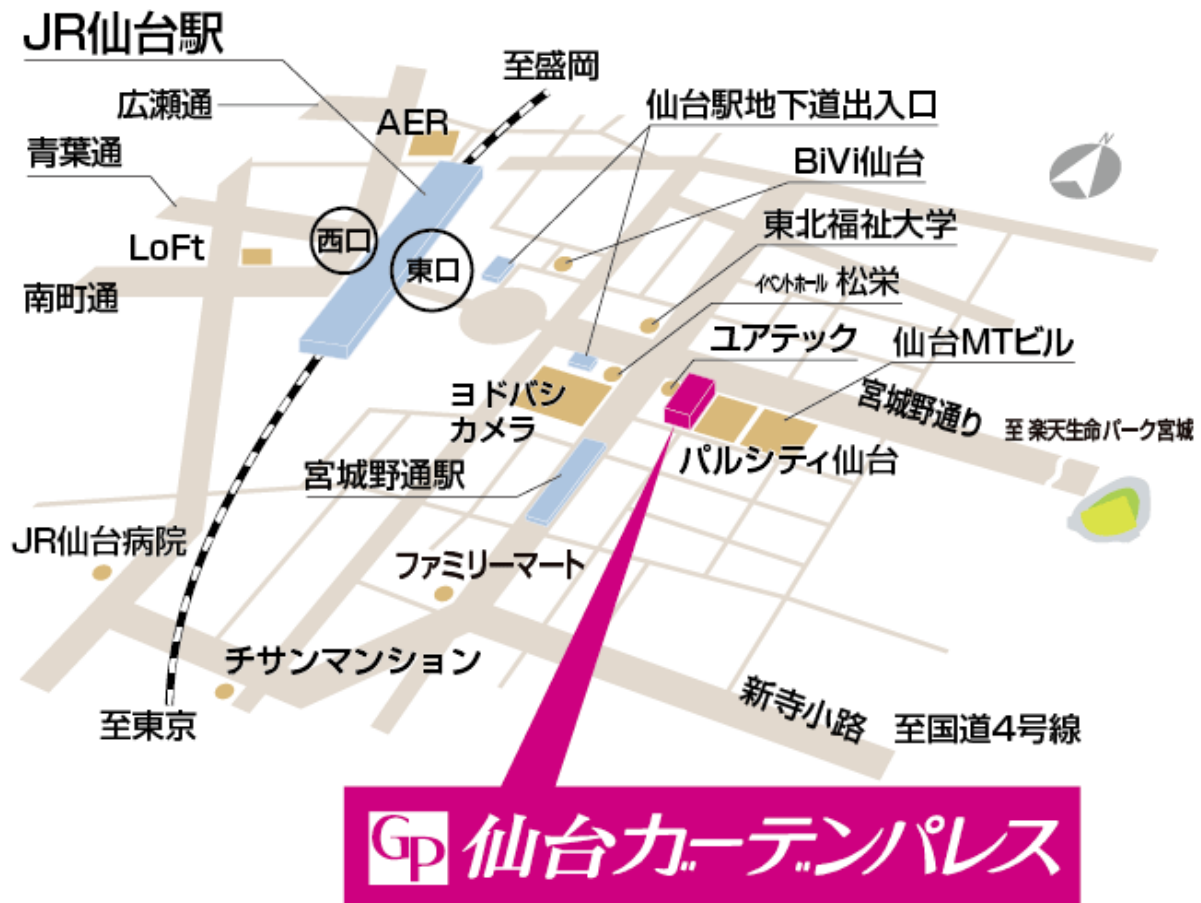 JR仙台駅
至盛岡
N
広瀬通
AER
仙台駅地下道出入口
青葉通
BiVi仙台
西口
東口
LoFt
東北福祉大学
南町通
イベントホール 松栄
ユアテック
仙台MTビル
ヨドバシ
カメラ
宮城野通り
至 楽天生命パーク宮城
宮城野通駅
パルシティ仙台
JR仙台病院
ファミリーマート
チサンマンション
新寺小路
至国道4号線
至東京
GP 仙台ガーデンパレス